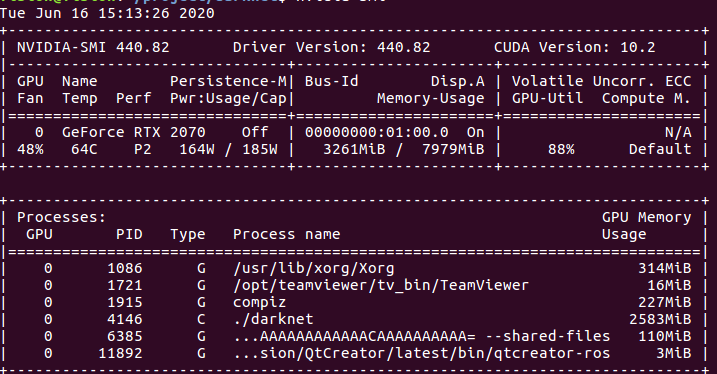 Tue Jun 16 15:13:26 2020
+-----------------------------------------------------------------------------+
| NVIDIA-SMI 440.82       Driver Version: 440.82       CUDA Version: 10.2     |
|-------------------------------+----------------------+----------------------+
| GPU  Name        Persistence-M| Bus-Id        Disp.A | Volatile Uncorr. ECC |
| Fan  Temp  Perf  Pwr:Usage/Cap|         Memory-Usage | GPU-Util  Compute M. |
|===============================+======================+======================|
|   0  GeForce RTX 2070    Off  | 00000000:01:00.0  On |                  N/A |
| 48%   64C    P2   164W / 185W |   3261MiB /  7979MiB |     88%      Default |
+-------------------------------+----------------------+----------------------+
+-----------------------------------------------------------------------------+
| Processes:                                                       GPU Memory |
|  GPU       PID   Type   Process name                             Usage      |
|=============================================================================|
|    0      1086      G   /usr/lib/xorg/Xorg                           314MiB |
|    0      1721      G   /opt/teamviewer/tv_bin/TeamViewer             16MiB |
|    0      1915      G   compiz                                       227MiB |
|    0      4146      C   ./darknet                                   2583MiB |
|    0      6385      G   ...AAAAAAAAAAAACAAAAAAAAAA= --shared-files   110MiB |
|    0     11892      G   ...sion/QtCreator/latest/bin/qtcreator-ros     3MiB |
+-----------------------------------------------------------------------------+